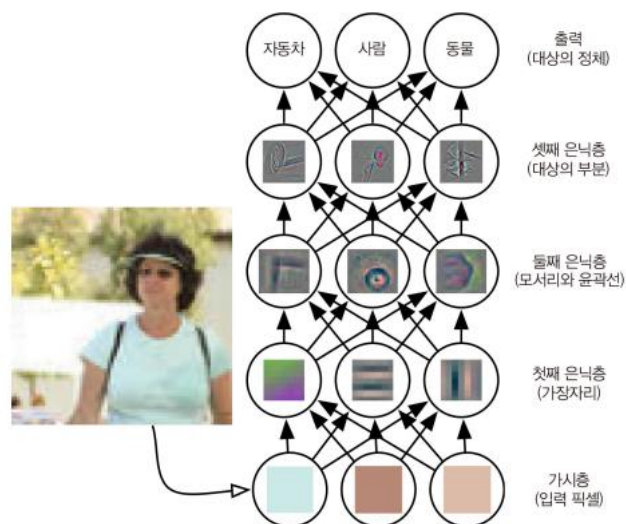 자동차
사람
동물
출력
(대상의 정체)
셋째 은닉층
(대상의 부분)
둘째 은닉층
(모서리와 윤곽선)
첫째 은닉층
(가장자리)
가시층
(입력 픽셀)